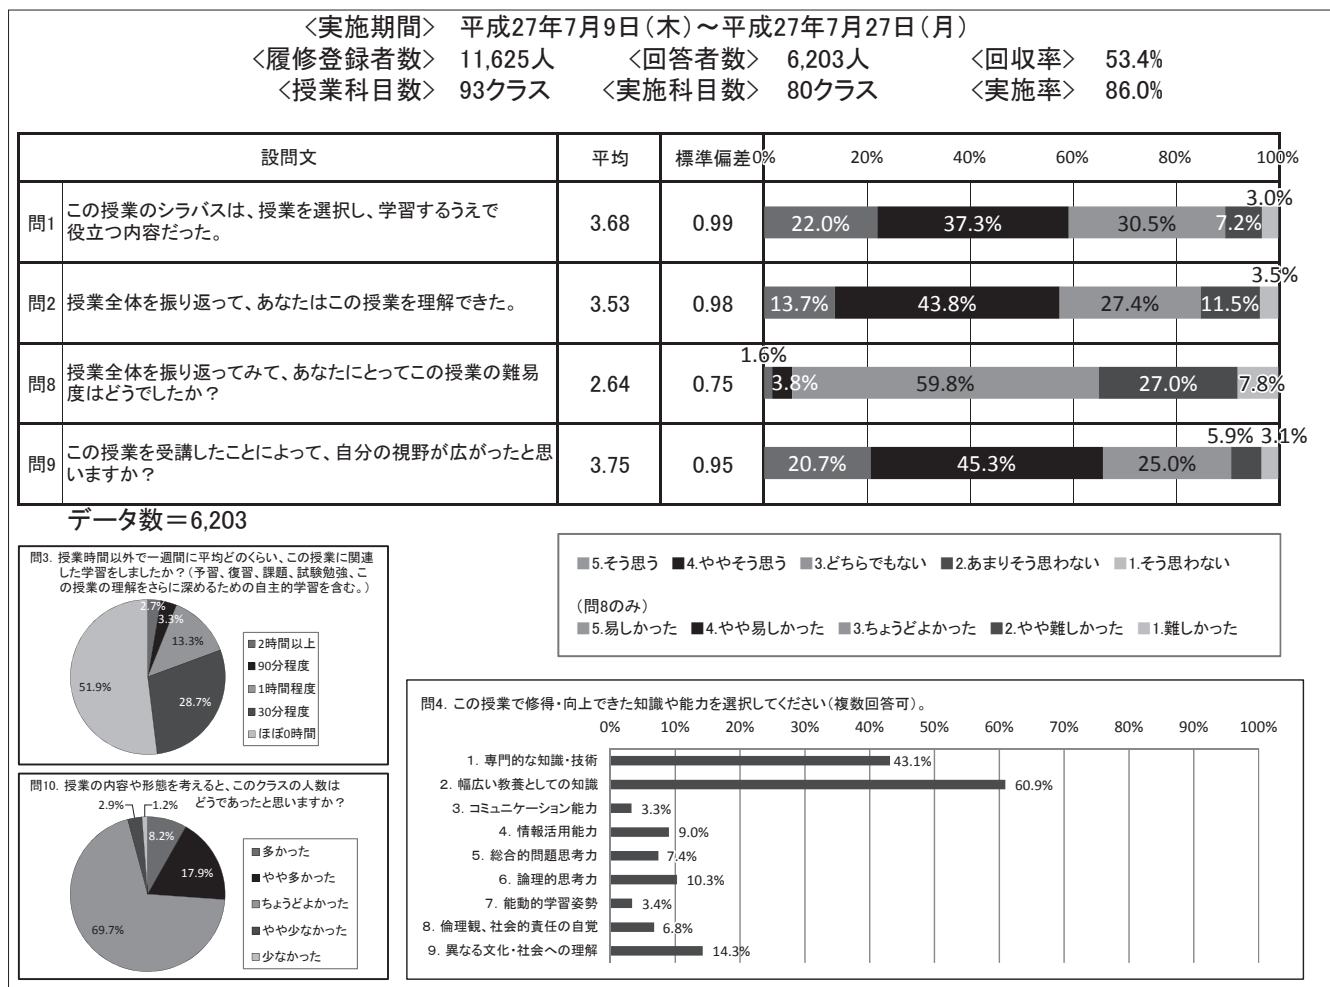 〈実施期間〉 平成27年7月9日(木)～平成27年7月27日(月)
〈履修登録者数〉 11,625人 〈回答者数〉 6,203人 〈回収率〉 53.4%
〈授業科目数〉 93クラス 〈実施科目数〉 80クラス 〈実施率〉 86.0%
設問文 平均 標準偏差 0% 20% 40% 60% 80% 100%
問1 この授業のシラバスは、授業を選択し、学習するうえで
役立つ内容だった。
3.68 0.99 22.0% 37.3% 30.5% 7.2% 3.0%
問2 授業全体を振り返って、あなたはこの授業を理解できた。
3.53 0.98 13.7% 43.8% 27.4% 11.5% 3.5%
問8 授業全体を振り返ってみて、あなたにとってこの授業の難易
度はどうでしたか？
2.64 0.75 1.6% 3.8% 59.8% 27.0% 7.8%
問9 この授業を受講したことによって、自分の視野が広がったと思
いますか？
3.75 0.95 20.7% 45.3% 25.0% 5.9% 3.1%
データ数＝6,203
5.そう思う 4.ややそう思う 3.どちらでもない 2.あまりそう思わない 1.そう思わない
(問8のみ)
5.易しかった 4.やや易しかった 3.ちょうどよかった 2.やや難しかった 1.難しかった
問3. 授業時間以外で一週間に平均どのくらい、この授業に関連
した学習をしましたか？(予習、復習、課題、試験勉強、こ
の授業の理解をさらに深めるための自主的学習を含む。)
2.7%
3.3%
13.3%
28.7%
51.9%
2時間以上
90分程度
1時間程度
30分程度
ほぼ0時間
問10. 授業の内容や形態を考えると、このクラスの人数は
どうであったと思いますか？
2.9%
1.2%
8.2%
17.9%
69.7%
多かった
やや多かった
ちょうどよかった
やや少なかった
少なかった
問4. この授業で修得・向上できた知識や能力を選択してください(複数回答可)。
0% 10% 20% 30% 40% 50% 60% 70% 80% 90% 100%
1. 専門的な知識・技術 43.1%
2. 幅広い教養としての知識 60.9%
3. コミュニケーション能力 3.3%
4. 情報活用能力 9.0%
5. 総合的問題思考力 7.4%
6. 論理的思考力 10.3%
7. 能動的学習姿勢 3.4%
8. 倫理観、社会的責任の自覚 6.8%
9. 異なる文化・社会への理解 14.3%